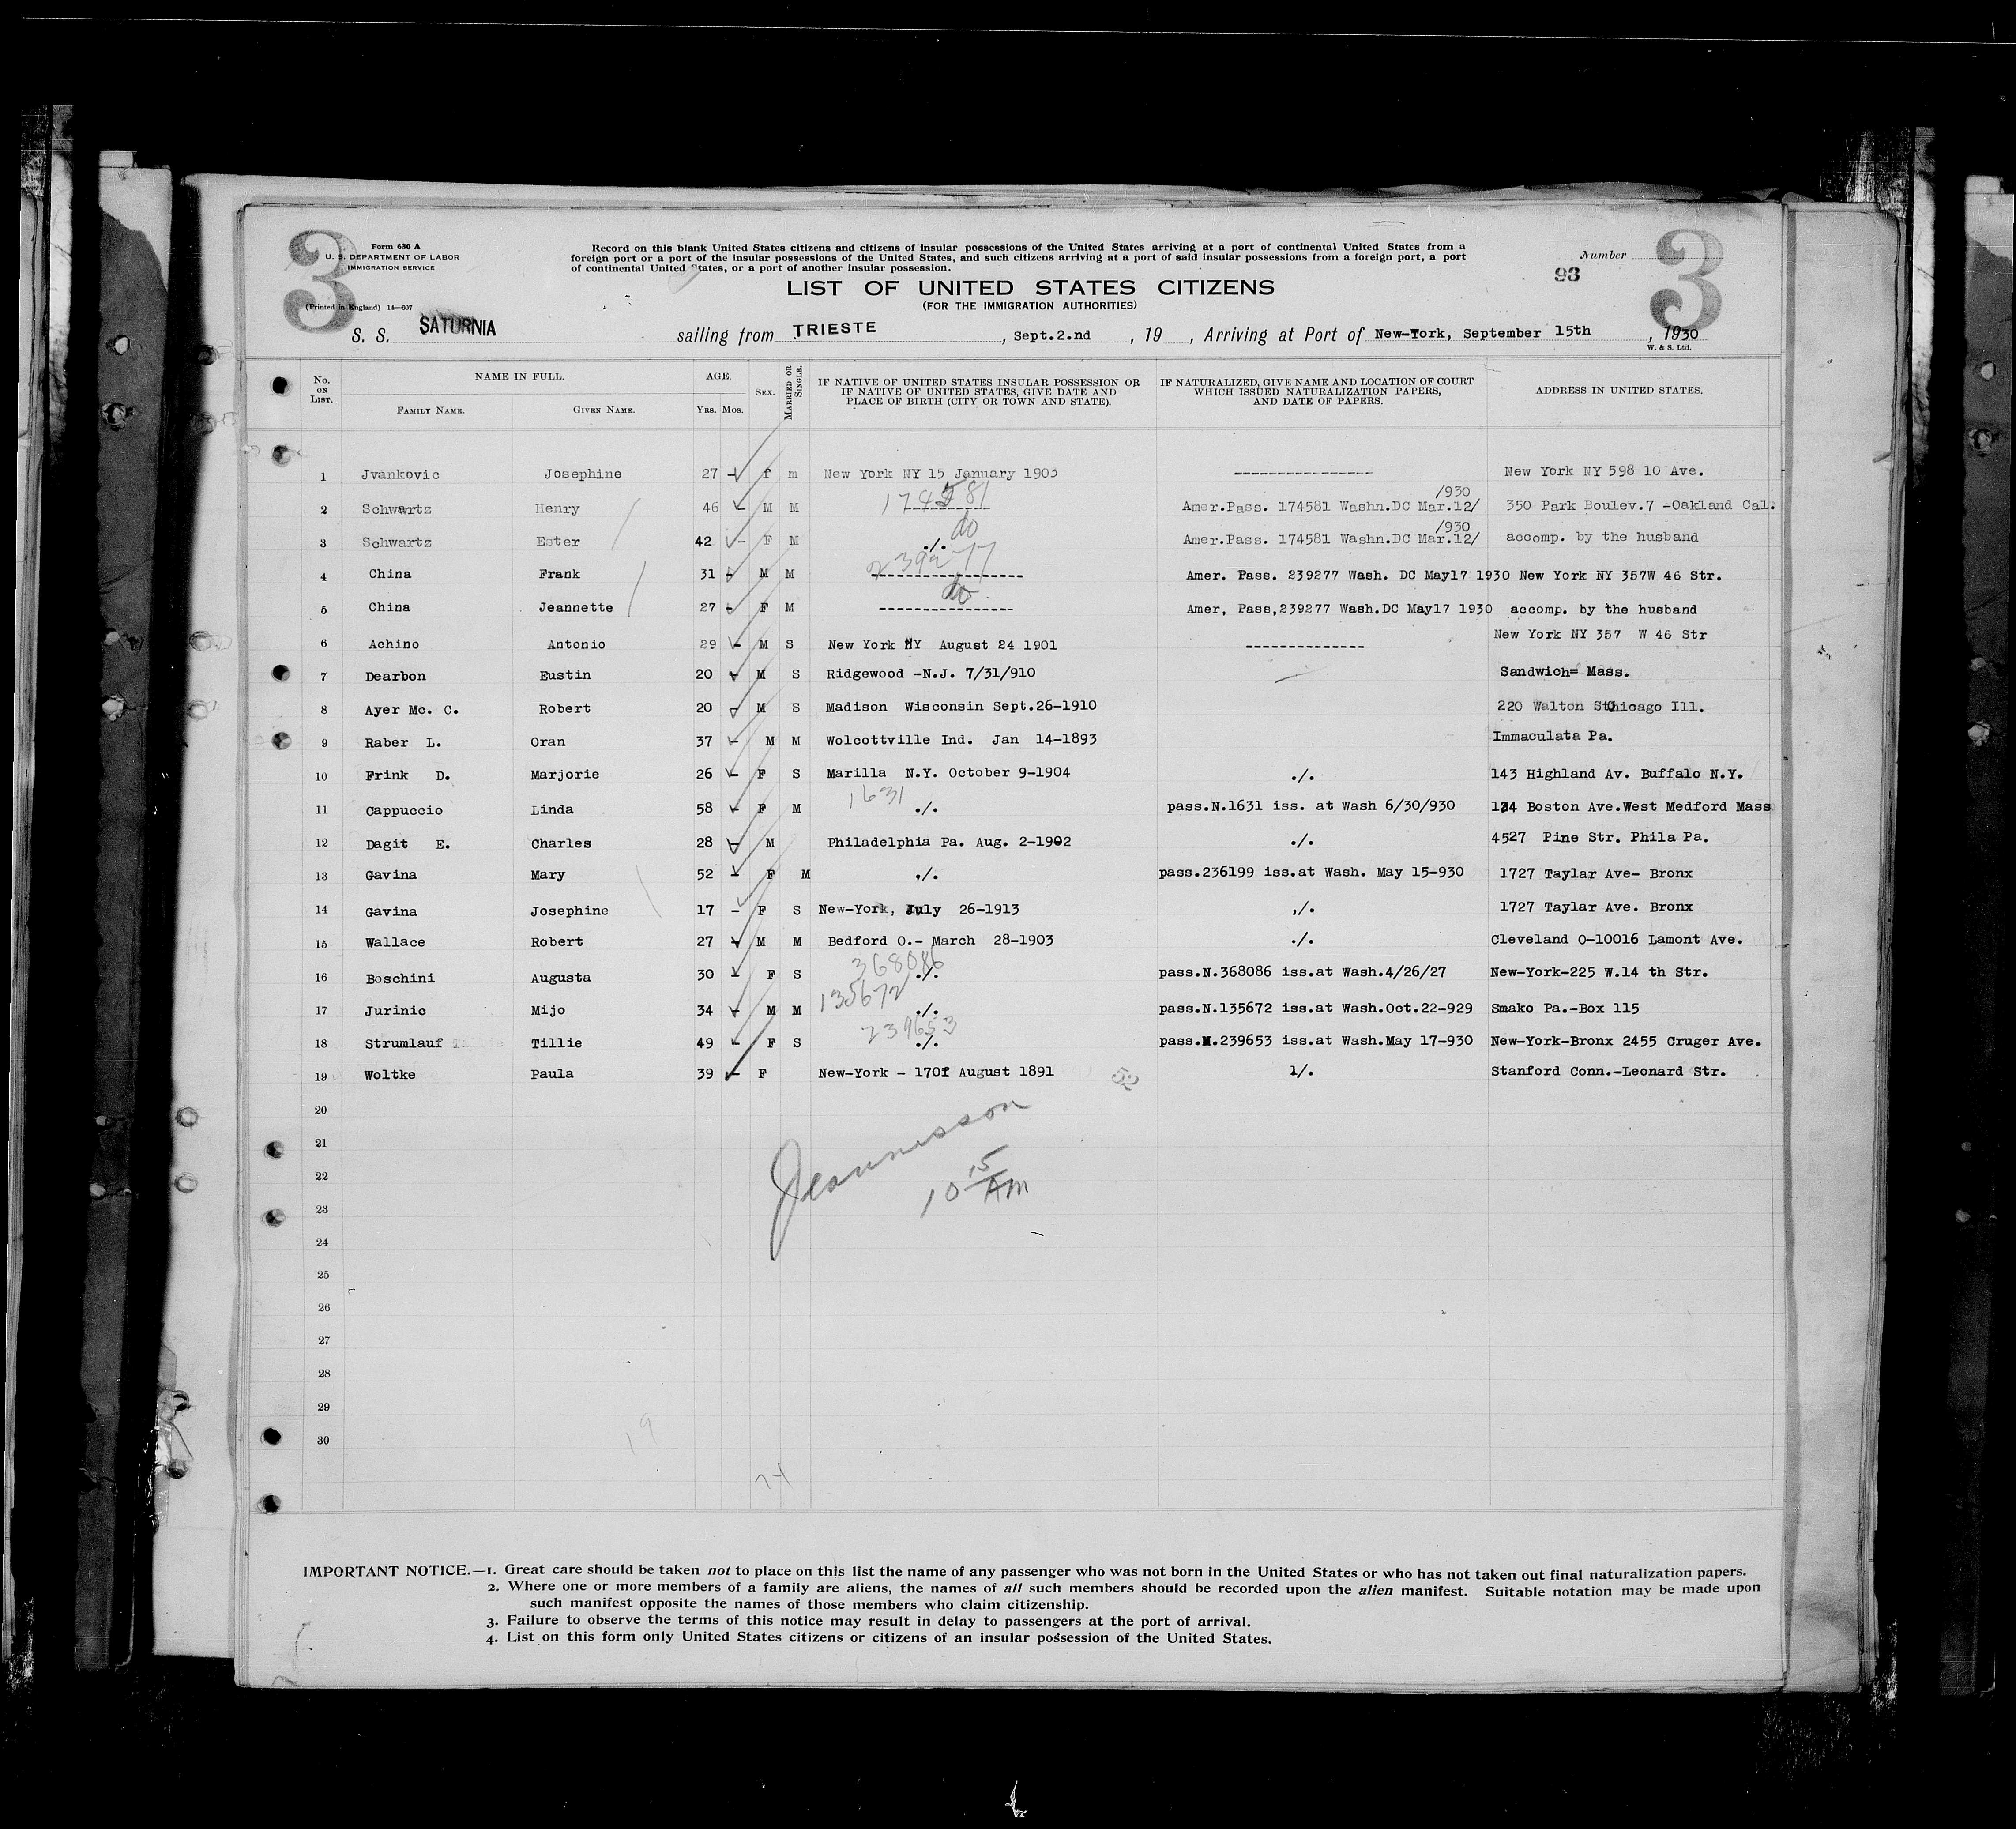 3
Form 630 A
U. S. DEPARTMENT OF LABOR
IMMIGRATION SERVICE
(Printed in England) 14—607
Record on this blank United States citizens and citizens of insular possessions of the United States arriving at a port of continental United States from a
foreign port or a port of the insular possessions of the United States, and such citizens arriving at a port of said insular possessions from a foreign port, a port
of continental United States, or a port of another insular possession.
Number
93
3
LIST OF UNITED STATES CITIZENS
(FOR THE IMMIGRATION AUTHORITIES)
S. S. SATURNIA sailing from TRIESTE , Sept.2.nd , 19 , Arriving at Port of New-York, September 15th , 1930
W. & S. Ltd.
No. ON LIST. NAME IN FULL. AGE. SEX. MARRIED OR SINGLE. IF NATIVE OF UNITED STATES INSULAR POSSESSION OR IF NATIVE OF UNITED STATES, GIVE DATE AND PLACE OF BIRTH (CITY OR TOWN AND STATE). IF NATURALIZED, GIVE NAME AND LOCATION OF COURT WHICH ISSUED NATURALIZATION PAPERS, AND DATE OF PAPERS. ADDRESS IN UNITED STATES.
FAMILY NAME. GIVEN NAME. YRS. MOS.
1 Jvankovic Josephine 27 - f m New York NY 15 January 1903 --------------- New York NY 598 10 Ave.
174581
/930
2 Schwartz Henry 46 - M M ---------- Amer.Pass. 174581 Washn.DC Mar.12/ 350 Park Boulev.7 -Oakland Cal.
do
/930
3 Schwartz Ester 42 - F M ./. Amer.Pass. 174581 Washn.DC Mar.12/ accomp. by the husband
239277
4 China Frank 31 - M M ---------------- Amer. Pass. 239277 Wash. DC May17 1930 New York NY 357W 46 Str.
do
5 China Jeannette 27 - F M -------------- Amer, Pass,239277 Wash.DC May17 1930 accomp. by the husband
6 Achino Antonio 29 - M S New York NY August 24 1901 ------------- New York NY 357 W 46 Str
7 Dearbon Eustin 20 - M S Ridgewood -N.J. 7/31/910 Sandwich= Mass.
8 Ayer Mc. C. Robert 20 - M S Madison Wisconsin Sept.26-1910 220 Walton St Chicago Ill.
9 Raber L. Oran 37 - M M Wolcottville Ind. Jan 14-1893 Immaculata Pa.
10 Frink D. Marjorie 26 - F S Marilla N.Y. October 9-1904 ./. 143 Highland Av. Buffalo N.Y.
1631
11 Cappuccio Linda 58 - F M ./. pass.N.1631 iss. at Wash 6/30/930 124 Boston Ave.West Medford Mass
12 Dagit E. Charles 28 - M Philadelphia Pa. Aug. 2-1902 ./. 4527 Pine Str. Phila Pa.
13 Gavina Mary 52 - F M ./. pass.236199 iss.at Wash. May 15-930 1727 Taylar Ave- Bronx
14 Gavina Josephine 17 - F S New-York, July 26-1913 ./. 1727 Taylar Ave. Bronx
15 Wallace Robert 27 - M M Bedford O.- March 28-1903 ./. Cleveland O-10016 Lamont Ave.
368086
16 Boschini Augusta 30 - F S ./. pass.N.368086 iss.at Wash.4/26/27 New-York-225 W.14 th Str.
135672
17 Jurinic Mijo 34 - M M ./. pass.N.135672 iss.at Wash.Oct.22-929 Smako Pa.-Box 115
239653
18 Strumlauf Tillie 49 - F S ./. pass.N.239653 iss.at Wash.May 17-930 New-York-Bronx 2455 Cruger Ave.
19 Woltke Paula 39 - F New-York - 17Of August 1891 1/. Stanford Conn.-Leonard Str.
52
20
21
22
10 15 AM
23
24
25
26
27
28
29
30
19
24
IMPORTANT NOTICE.—1. Great care should be taken not to place on this list the name of any passenger who was not born in the United States or who has not taken out final naturalization papers.
2. Where one or more members of a family are aliens, the names of all such members should be recorded upon the alien manifest. Suitable notation may be made upon
such manifest opposite the names of those members who claim citizenship.
3. Failure to observe the terms of this notice may result in delay to passengers at the port of arrival.
4. List on this form only United States citizens or citizens of an insular possession of the United States.